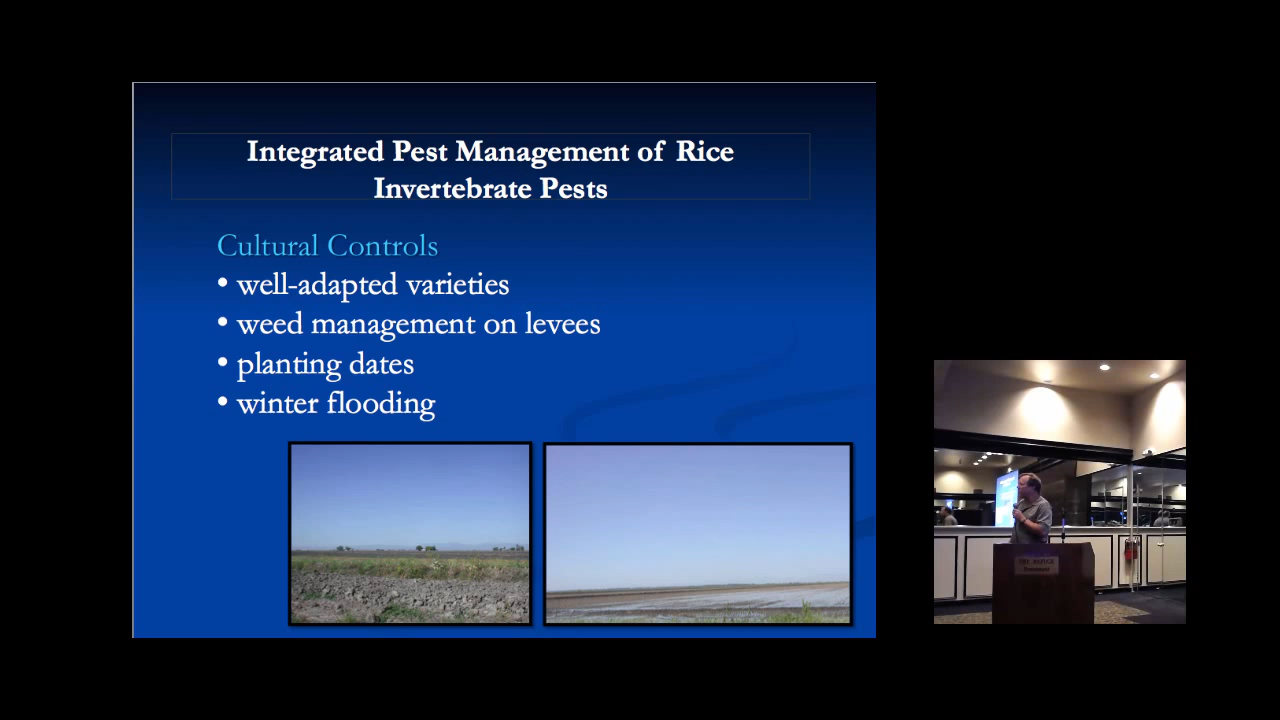 Integrated Pest Management of Rice
Invertebrate Pests
Cultural Controls
• well-adapted varieties
• weed management on levees
• planting dates
• winter flooding